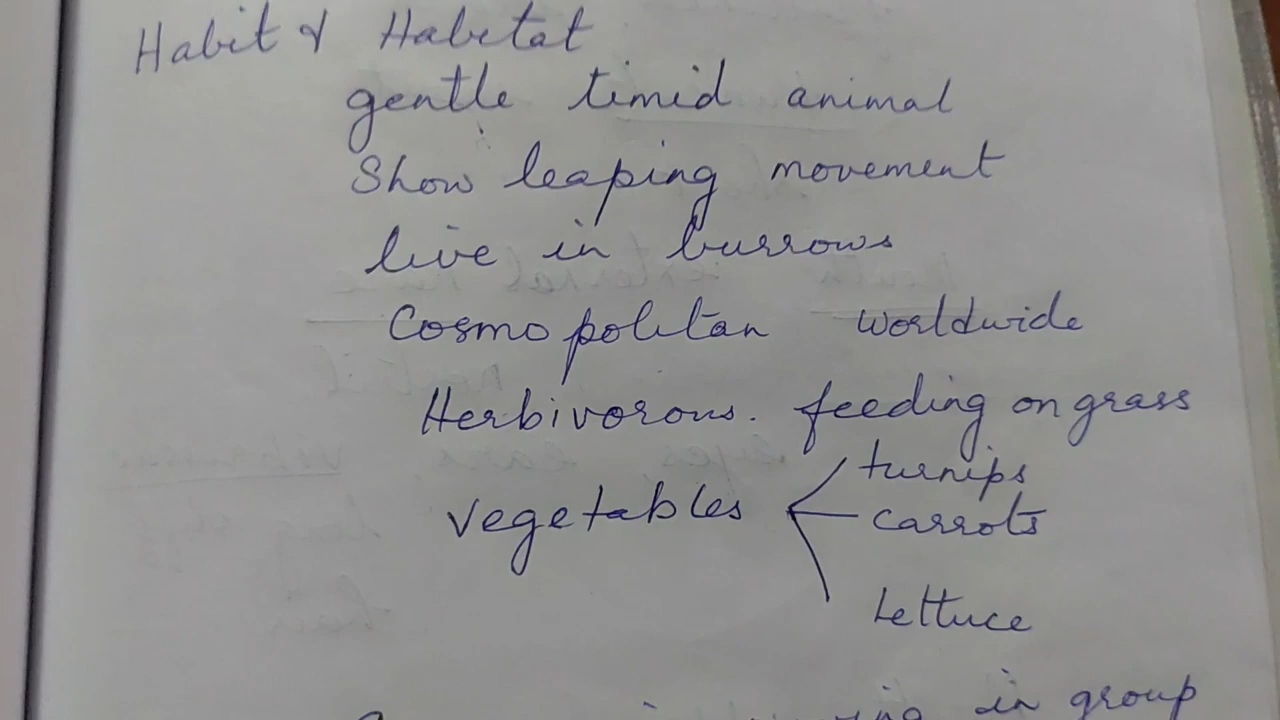 Habit & Habitat
gentle timid animal
Show leaping movement
live in burrows
Cosmopolitan worldwide
Herbivorous. feeding on grass
vegetables
turnips
carrots
Lettuce
in group